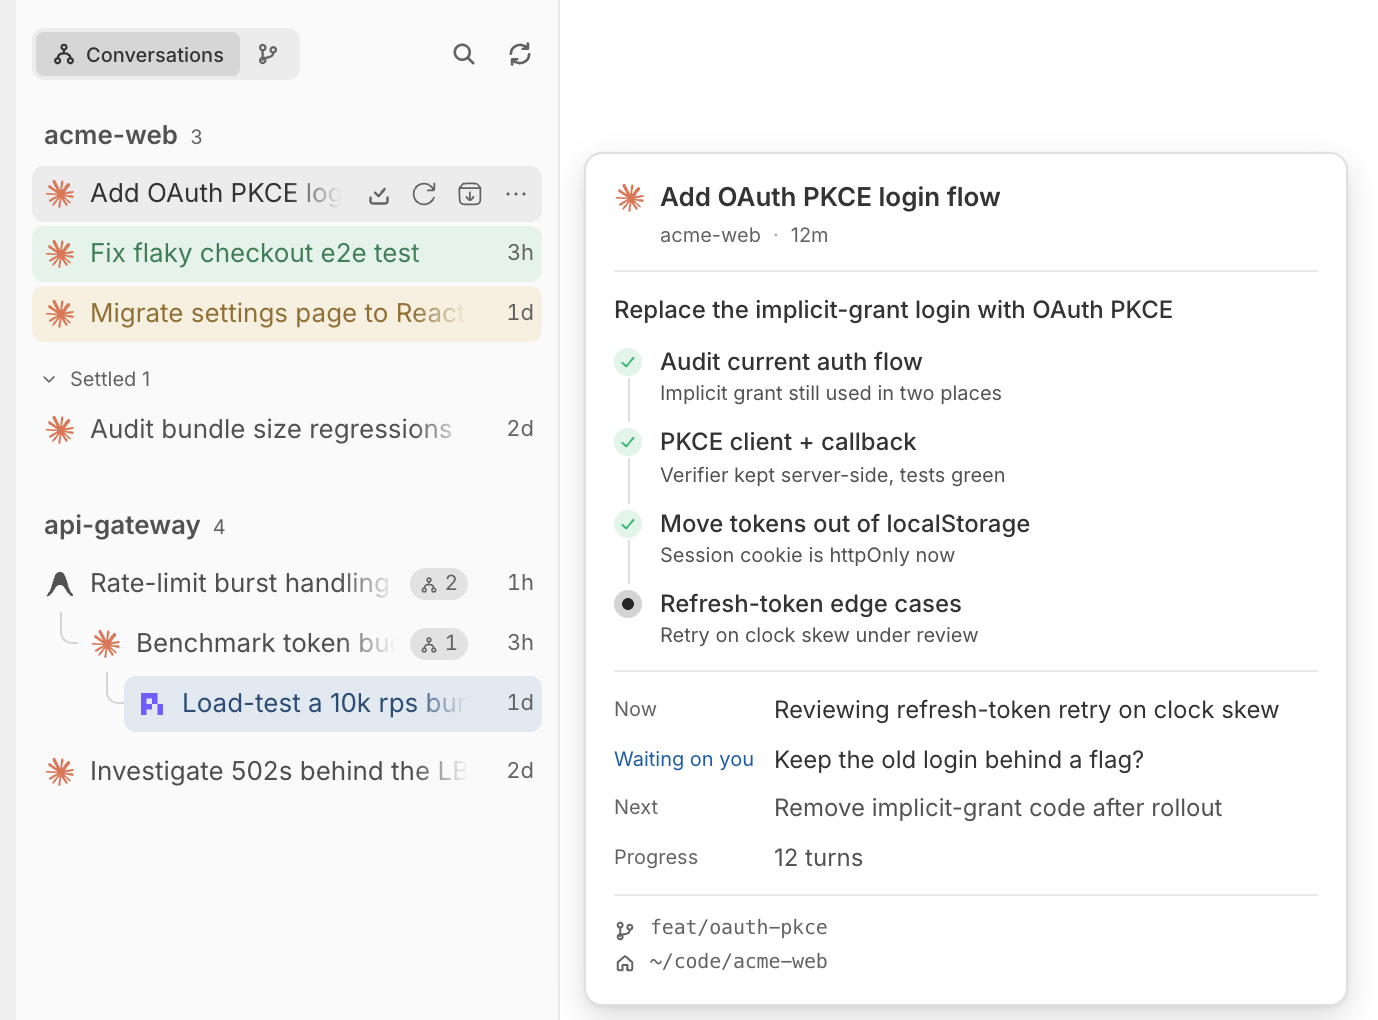 Conversations
acme-web 3
Add OAuth PKCE log
Fix flaky checkout e2e test 3h
Migrate settings page to React 1d
Settled 1
Audit bundle size regressions 2d
api-gateway 4
Rate-limit burst handling 2 1h
Benchmark token bu 1 3h
Load-test a 10k rps bur 1d
Investigate 502s behind the LB 2d
Add OAuth PKCE login flow
acme-web · 12m
Replace the implicit-grant login with OAuth PKCE
Audit current auth flow
Implicit grant still used in two places
PKCE client + callback
Verifier kept server-side, tests green
Move tokens out of localStorage
Session cookie is httpOnly now
Refresh-token edge cases
Retry on clock skew under review
Now Reviewing refresh-token retry on clock skew
Waiting on you Keep the old login behind a flag?
Next Remove implicit-grant code after rollout
Progress 12 turns
feat/oauth-pkce
~/code/acme-web